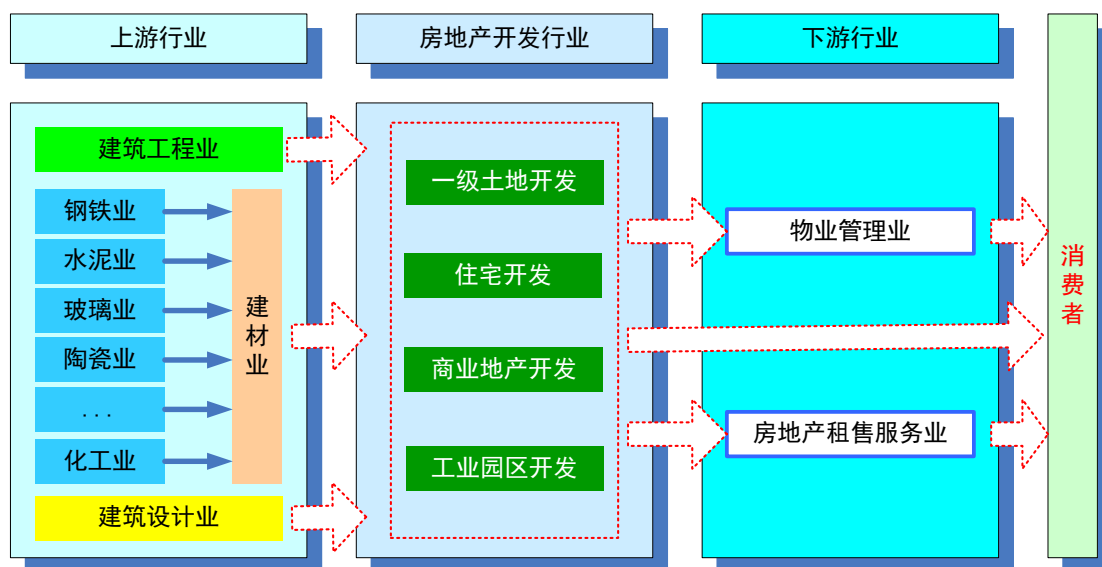 上游行业
房地产开发行业
下游行业
消费者
建筑工程业
钢铁业
水泥业
玻璃业
陶瓷业
...
化工业
建材业
建筑设计业
一级土地开发
住宅开发
商业地产开发
工业园区开发
物业管理业
房地产租售服务业